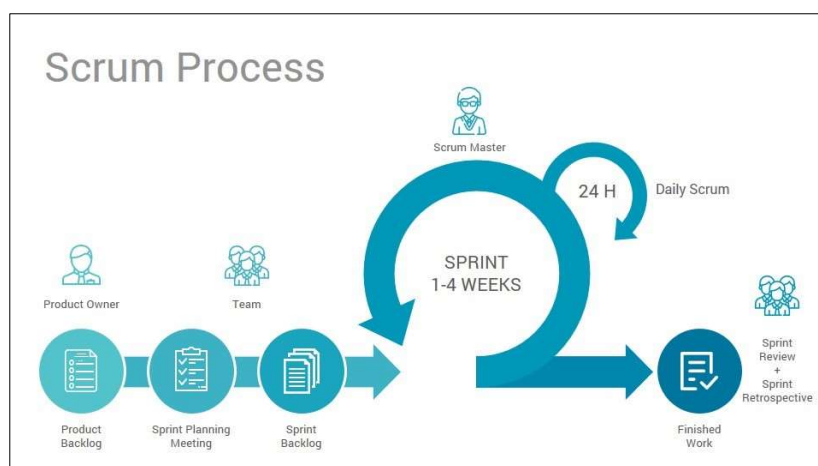 Scrum Process
Scrum Master
24 H
Daily Scrum
SPRINT
1-4 WEEKS
Product Owner
Team
Product
Backlog
Sprint Planning
Meeting
Sprint
Backlog
Finished
Work
Sprint
Review
+
Sprint
Retrospective